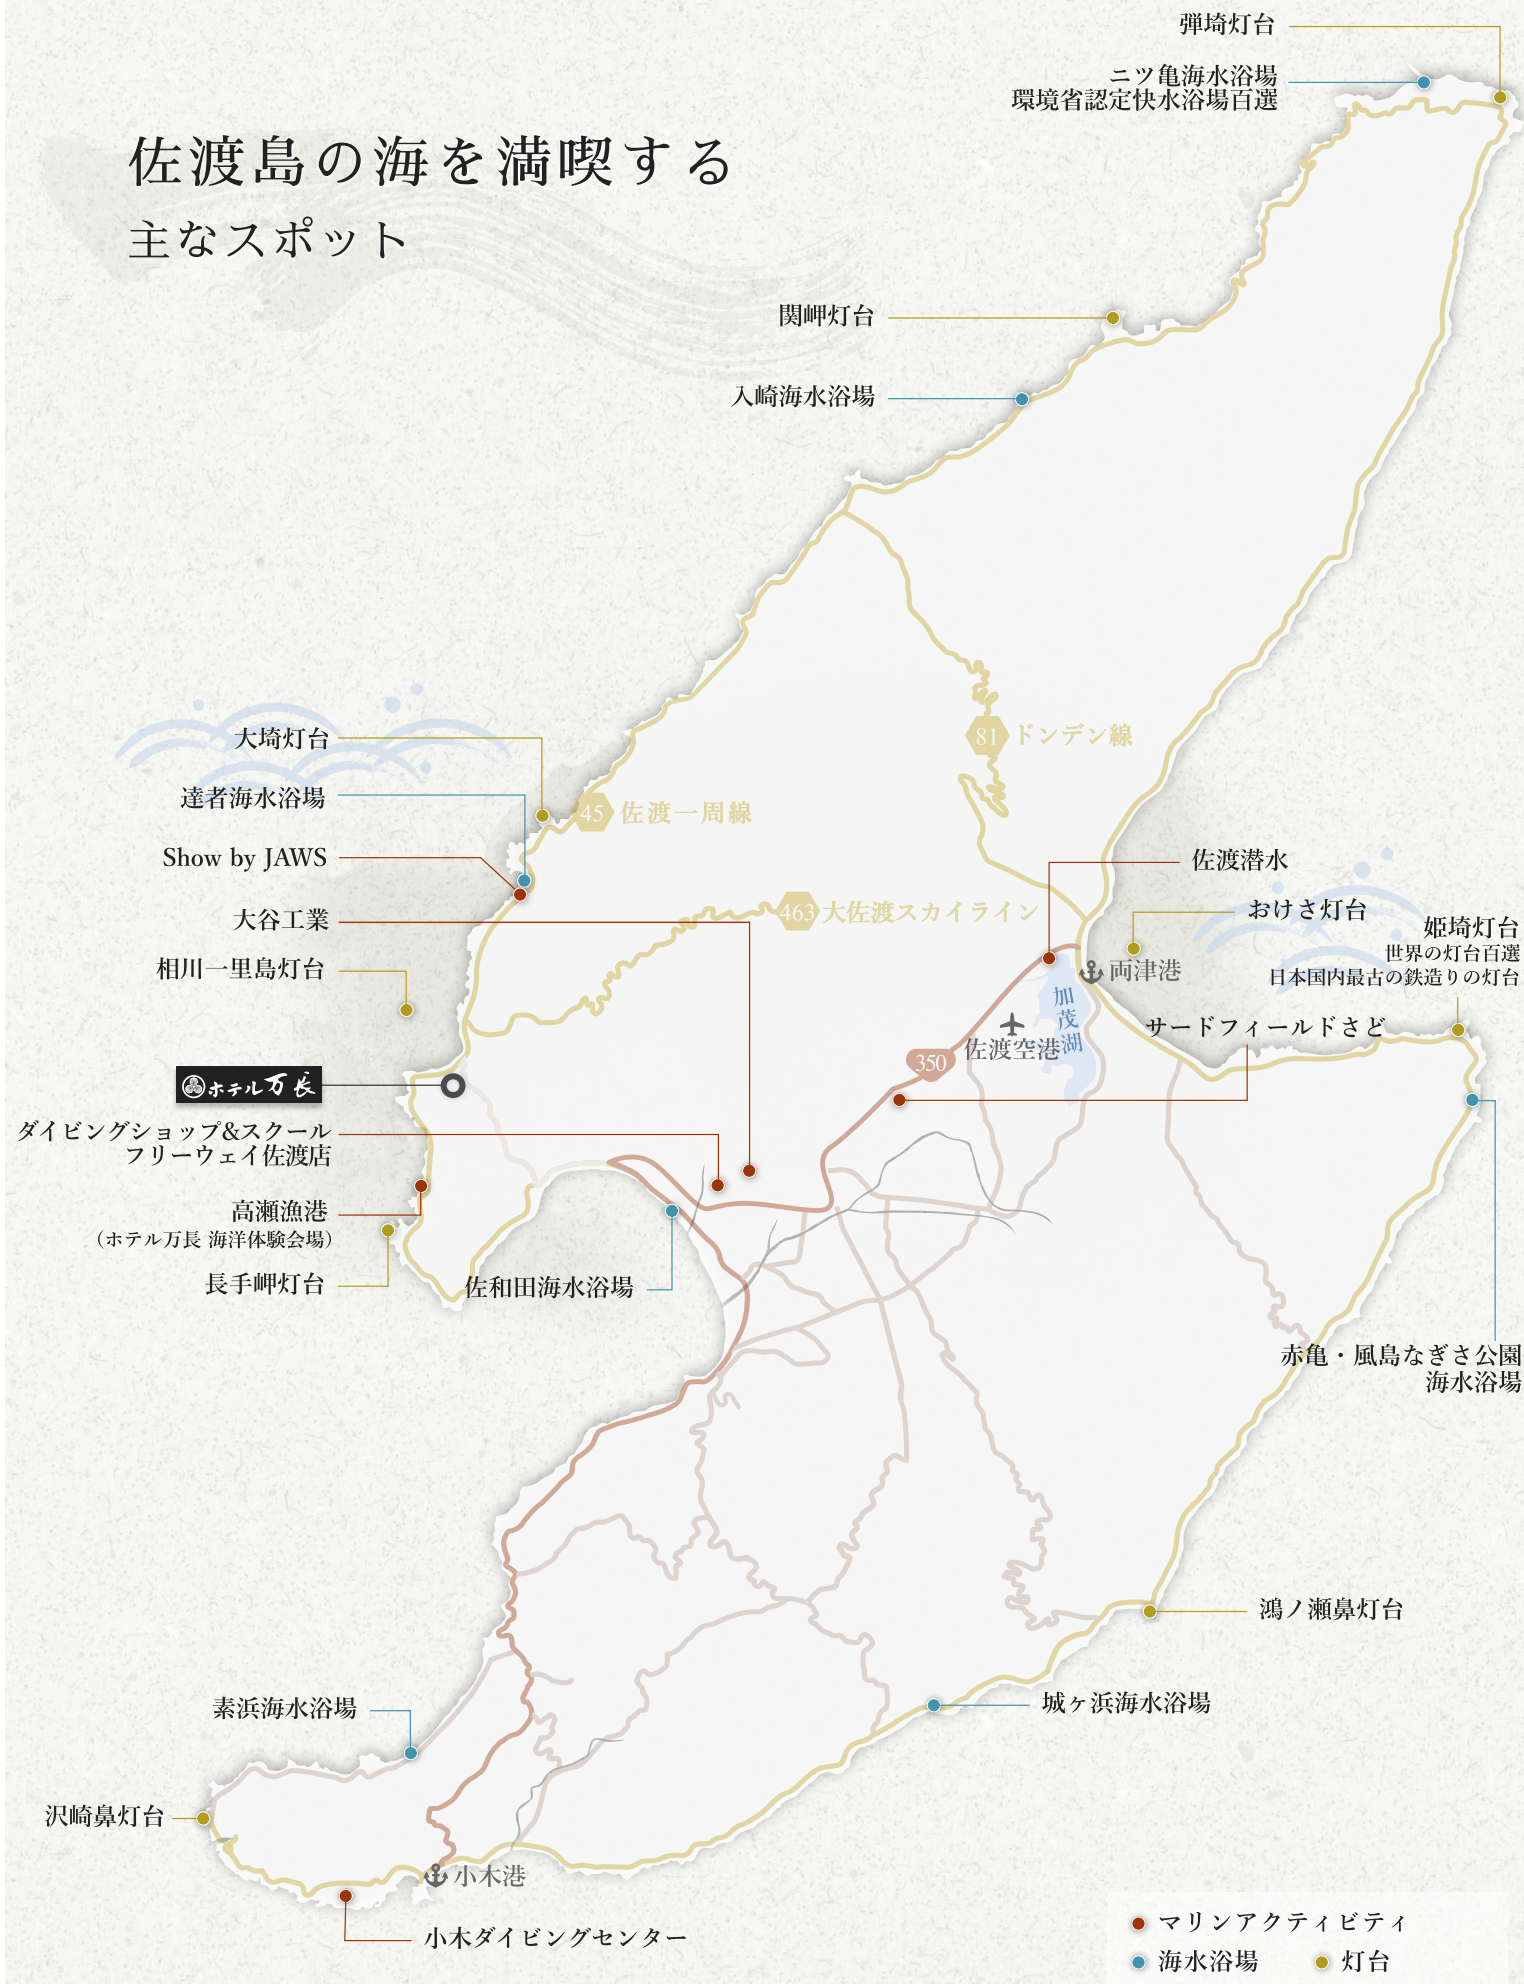 佐渡島の海を満喫する
主なスポット
弾埼灯台
二ツ亀海水浴場
環境省認定快水浴場百選
関岬灯台
入崎海水浴場
大埼灯台
達者海水浴場
Show by JAWS
大谷工業
相川一里島灯台
ホテル万長
ダイビングショップ&スクール
フリーウェイ佐渡店
高瀬漁港
（ホテル万長 海洋体験会場）
長手岬灯台
佐和田海水浴場
45 佐渡一周線
81 ドンデン線
463 大佐渡スカイライン
350
佐渡潜水
おけさ灯台
姫埼灯台
世界の灯台百選
日本国内最古の鉄造りの灯台
両津港
加茂湖
佐渡空港
サードフィールドさど
赤亀・風島なぎさ公園
海水浴場
鴻ノ瀬鼻灯台
城ヶ浜海水浴場
素浜海水浴場
沢崎鼻灯台
小木港
小木ダイビングセンター
マリンアクティビティ
海水浴場
灯台